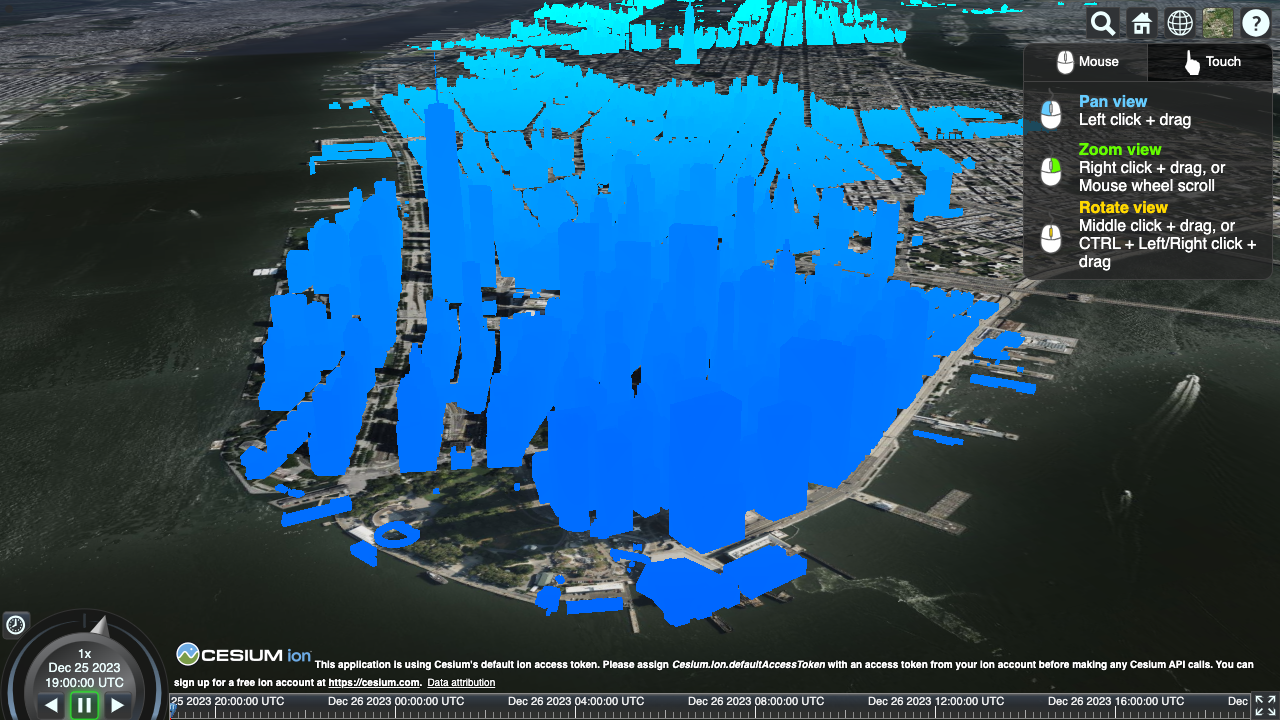 Mouse
Touch
Pan view
Left click + drag
Zoom view
Right click + drag, or
Mouse wheel scroll
Rotate view
Middle click + drag, or
CTRL + Left/Right click +
drag
?
1x
Dec 25 2023
19:00:00 UTC
CESIUM ion
This application is using Cesium's default ion access token. Please assign Cesium.Ion.defaultAccessToken with an access token from your ion account before making any Cesium API calls. You can
sign up for a free ion account at https://cesium.com. Data attribution
25 2023 20:00:00 UTC
Dec 26 2023 00:00:00 UTC
Dec 26 2023 04:00:00 UTC
Dec 26 2023 08:00:00 UTC
Dec 26 2023 12:00:00 UTC
Dec 26 2023 16:00:00 UTC
Dec